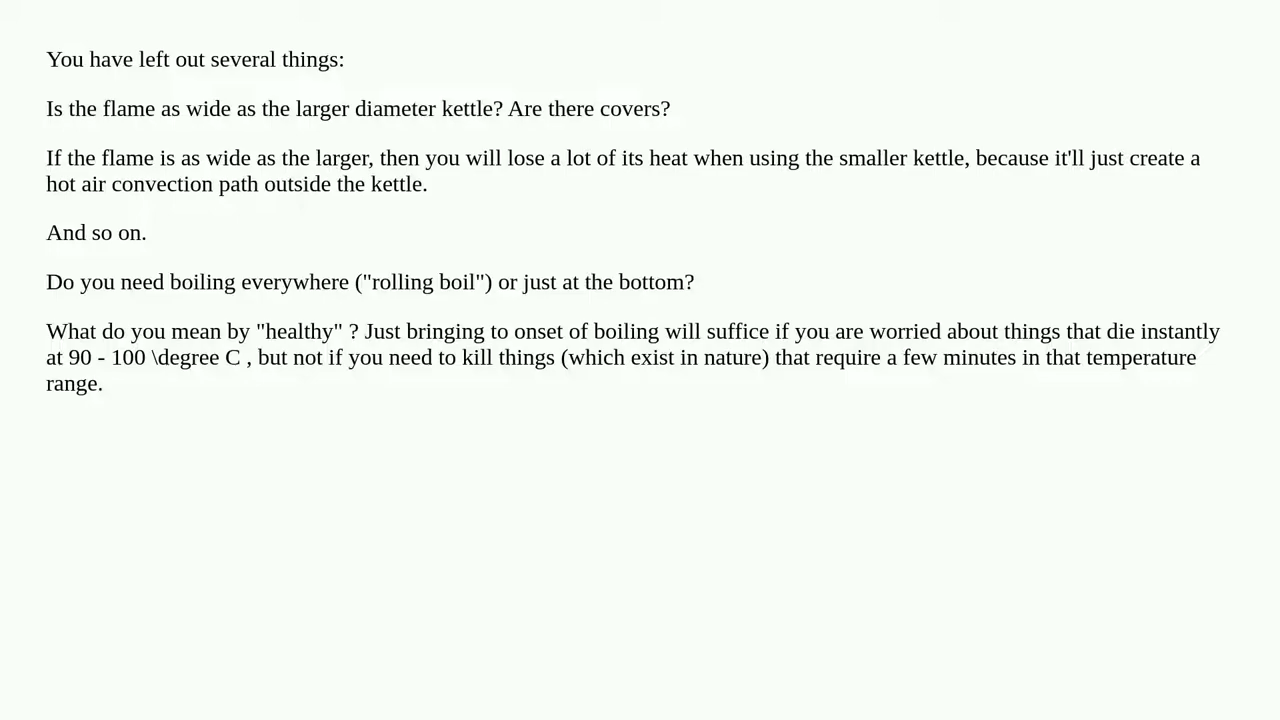 You have left out several things:
Is the flame as wide as the larger diameter kettle? Are there covers?
If the flame is as wide as the larger, then you will lose a lot of its heat when using the smaller kettle, because it'll just create a
hot air convection path outside the kettle.
And so on.
Do you need boiling everywhere ("rolling boil") or just at the bottom?
What do you mean by "healthy" ? Just bringing to onset of boiling will suffice if you are worried about things that die instantly
at 90 - 100 \degree C , but not if you need to kill things (which exist in nature) that require a few minutes in that temperature
range.